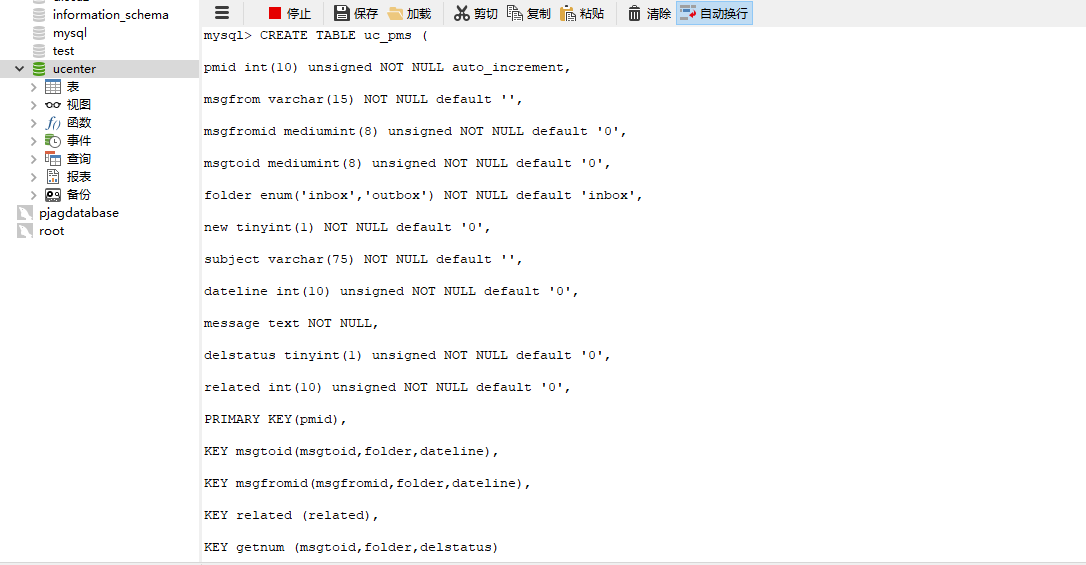 information_schema
mysql
test
ucenter
表
视图
函数
事件
查询
报表
备份
pjagdatabase
root
停止 保存 加载 剪切 复制 粘贴 清除 自动换行
mysql> CREATE TABLE uc_pms (
pmid int(10) unsigned NOT NULL auto_increment,
msgfrom varchar(15) NOT NULL default '',
msgfromid mediumint(8) unsigned NOT NULL default '0',
msgtoid mediumint(8) unsigned NOT NULL default '0',
folder enum('inbox','outbox') NOT NULL default 'inbox',
new tinyint(1) NOT NULL default '0',
subject varchar(75) NOT NULL default '',
dateline int(10) unsigned NOT NULL default '0',
message text NOT NULL,
delstatus tinyint(1) unsigned NOT NULL default '0',
related int(10) unsigned NOT NULL default '0',
PRIMARY KEY(pmid),
KEY msgtoid(msgtoid,folder,dateline),
KEY msgfromid(msgfromid,folder,dateline),
KEY related (related),
KEY getnum (msgtoid,folder,delstatus)